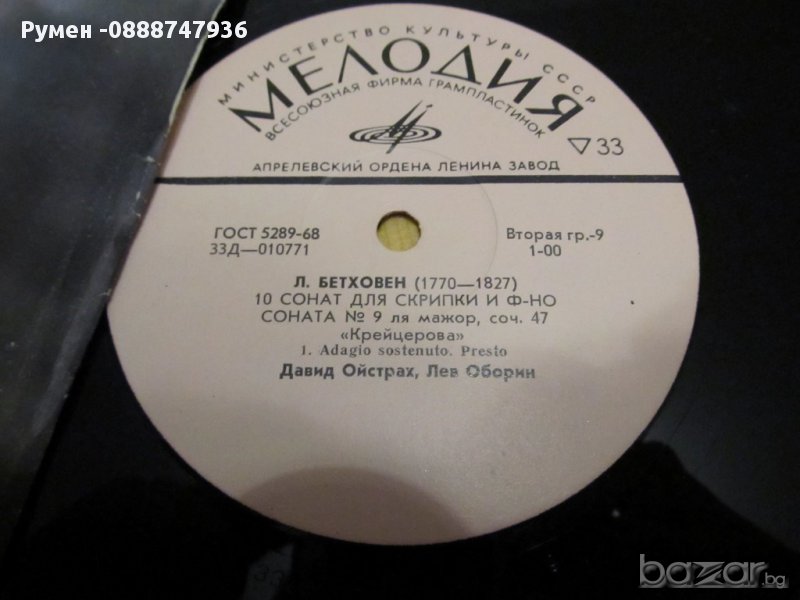 Румен -0888747936
МИНИСТЕРСТВО КУЛЬТУРЫ СССР
МЕЛОДИЯ
ВСЕСОЮЗНАЯ ФИРМА ГРАМПЛАСТИНОК
33
АПРЕЛЕВСКИЙ ОРДЕНА ЛЕНИНА ЗАВОД
ГОСТ 5289-68
33Д—010771
Вторая гр.-9
1-00
Л. БЕТХОВЕН (1770—1827)
10 СОНАТ ДЛЯ СКРИПКИ И Ф-НО
СОНАТА № 9 ля мажор, соч. 47
«Крейцерова»
1. Adagio sostenuto. Presto
Давид Ойстрах, Лев Оборин
bazar.bg